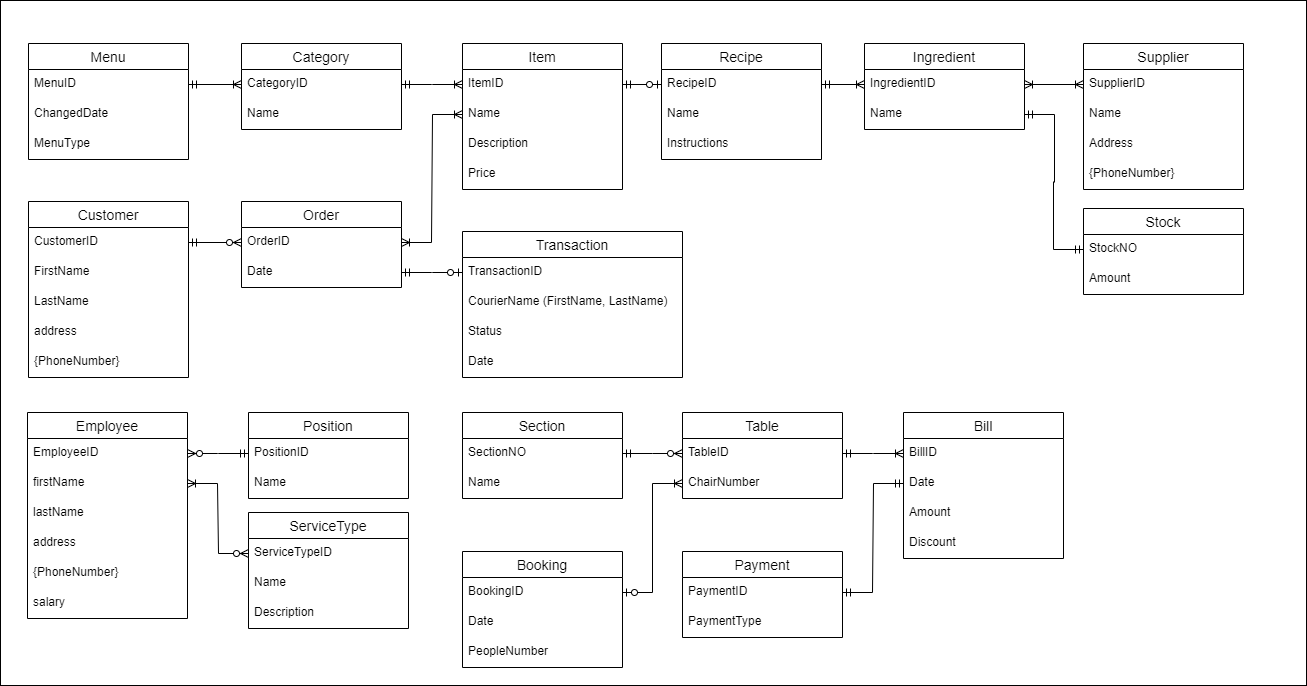 Menu
MenuID
ChangedDate
MenuType
Category
CategoryID
Name
Item
ItemID
Name
Description
Price
Recipe
RecipeID
Name
Instructions
Ingredient
IngredientID
Name
Supplier
SupplierID
Name
Address
{PhoneNumber}
Customer
CustomerID
FirstName
LastName
address
{PhoneNumber}
Order
OrderID
Date
Transaction
TransactionID
CourierName (FirstName, LastName)
Status
Date
Stock
StockNO
Amount
Employee
EmployeeID
firstName
lastName
address
{PhoneNumber}
salary
Position
PositionID
Name
ServiceType
ServiceTypeID
Name
Description
Section
SectionNO
Name
Table
TableID
ChairNumber
Bill
BillID
Date
Amount
Discount
Booking
BookingID
Date
PeopleNumber
Payment
PaymentID
PaymentType